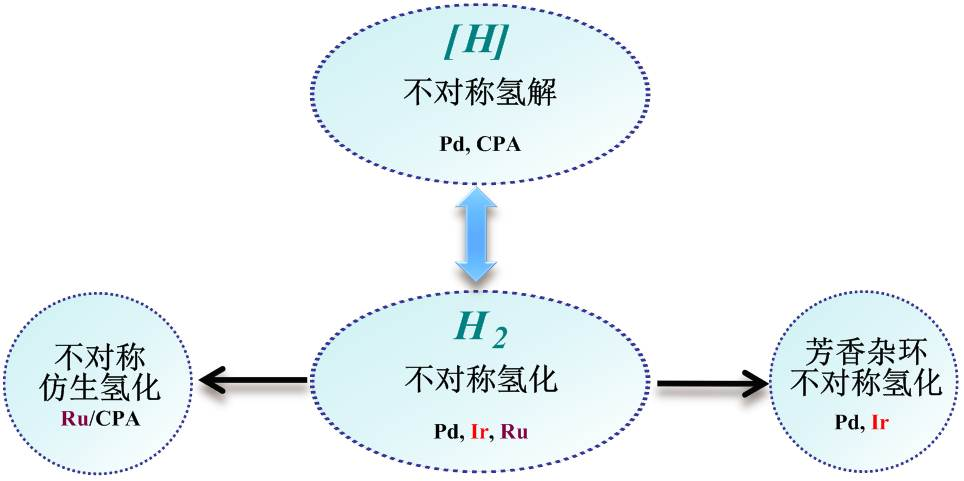 [H]
不对称氢解
Pd, CPA
不对称
仿生氢化
Ru/CPA
H2
不对称氢化
Pd, Ir, Ru
芳香杂环
不对称氢化
Pd, Ir